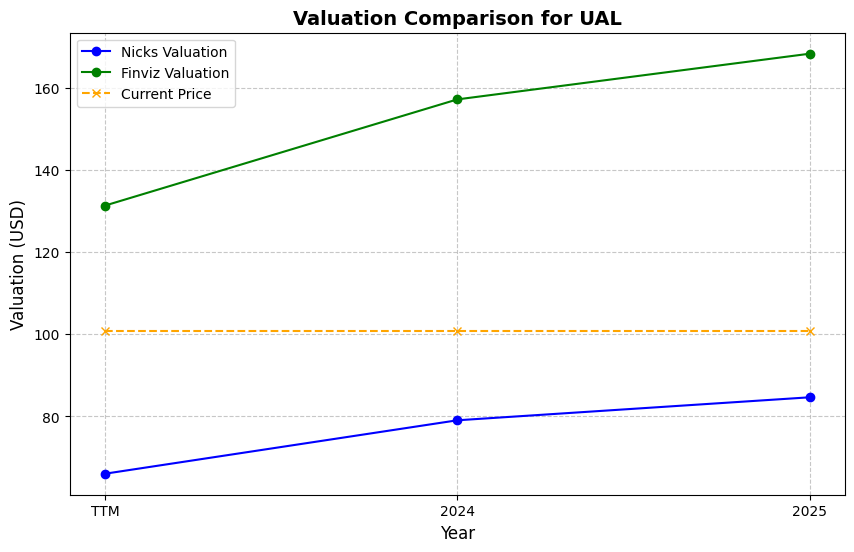 Valuation Comparison for UAL
Nicks Valuation
Finviz Valuation
Current Price
160
140
120
100
80
Valuation (USD)
TTM
2024
2025
Year